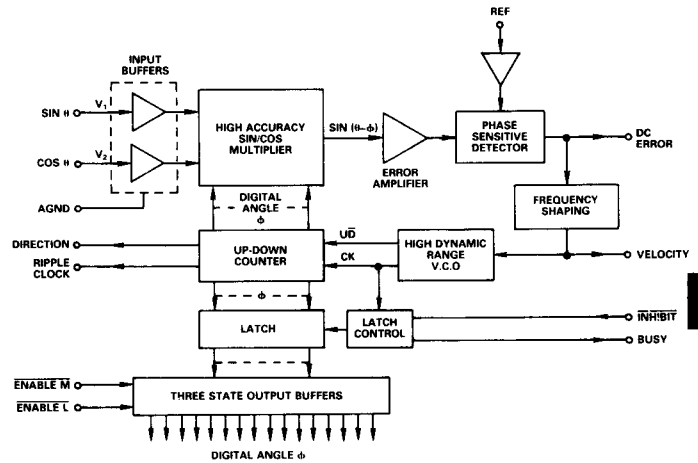 REF
INPUT
BUFFERS
SIN θ
V1
COS θ
V2
AGND
HIGH ACCURACY
SIN/COS
MULTIPLIER
SIN (θ–ϕ)
ERROR
AMPLIFIER
PHASE
SENSITIVE
DETECTOR
DC
ERROR
FREQUENCY
SHAPING
DIGITAL
ANGLE
ϕ
DIRECTION
RIPPLE
CLOCK
UP-DOWN
COUNTER
UD̅
CK
HIGH DYNAMIC
RANGE
V.C.O
VELOCITY
ϕ
LATCH
LATCH
CONTROL
INHIBIT
BUSY
ENABLE M
ENABLE L
THREE STATE OUTPUT BUFFERS
DIGITAL ANGLE ϕ